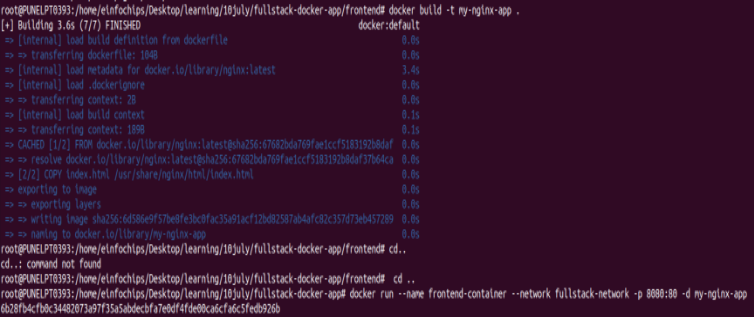 root@PUNELPT0393:/home/einfochips/Desktop/learning/10july/fullstack-docker-app/frontend# docker build -t my-nginx-app .
[+] Building 3.6s (7/7) FINISHED docker:default
=> [internal] load build definition from dockerfile 0.0s
=> => transferring dockerfile: 104B 0.0s
=> [internal] load metadata for docker.io/library/nginx:latest 3.4s
=> [internal] load .dockerignore 0.0s
=> => transferring context: 2B 0.0s
=> [internal] load build context 0.1s
=> => transferring context: 189B 0.1s
=> CACHED [1/2] FROM docker.io/library/nginx:latest@sha256:67682bda769fae1ccf5183192b8daf 0.0s
=> => resolve docker.io/library/nginx:latest@sha256:67682bda769fae1ccf5183192b8daf37b64ca 0.0s
=> [2/2] COPY index.html /usr/share/nginx/html/index.html 0.0s
=> exporting to image 0.0s
=> => exporting layers 0.0s
=> => writing image sha256:6d586e9f57be8fe3bc0fac35a91acf12bd82587ab4afc82c357d73eb457289 0.0s
=> => naming to docker.io/library/my-nginx-app 0.0s
root@PUNELPT0393:/home/einfochips/Desktop/learning/10july/fullstack-docker-app/frontend# cd..
cd..: command not found
root@PUNELPT0393:/home/einfochips/Desktop/learning/10july/fullstack-docker-app/frontend# cd ..
root@PUNELPT0393:/home/einfochips/Desktop/learning/10july/fullstack-docker-app# docker run --name frontend-container --network fullstack-network -p 8080:80 -d my-nginx-app
6b28fb4cfb0c34482073a97f35a5abdecbfa7e0df4fde00ca6cfa6c5fedb926b